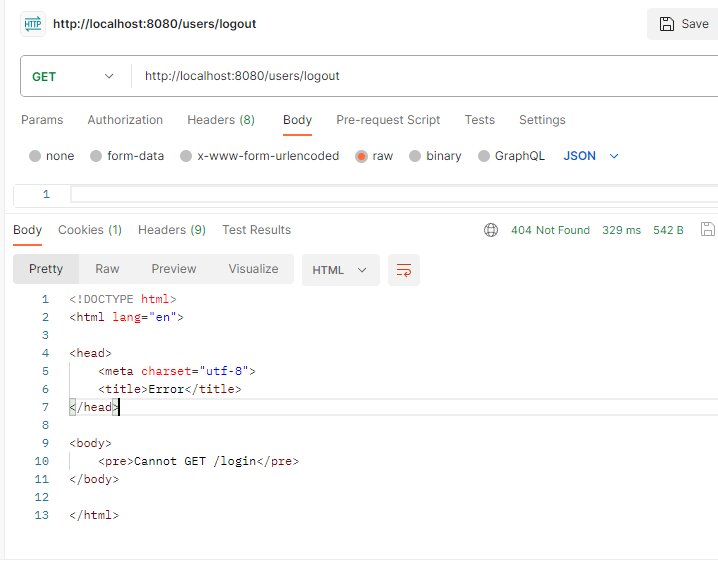 HTTP http://localhost:8080/users/logout
Save
GET http://localhost:8080/users/logout
Params Authorization Headers (8) Body Pre-request Script Tests Settings
none form-data x-www-form-urlencoded raw binary GraphQL JSON
1
Body Cookies (1) Headers (9) Test Results 404 Not Found 329 ms 542 B
Pretty Raw Preview Visualize HTML
1 <!DOCTYPE html>
2 <html lang="en">
3
4 <head>
5 <meta charset="utf-8">
6 <title>Error</title>
7 </head>
8
9 <body>
10 <pre>Cannot GET /login</pre>
11 </body>
12
13 </html>